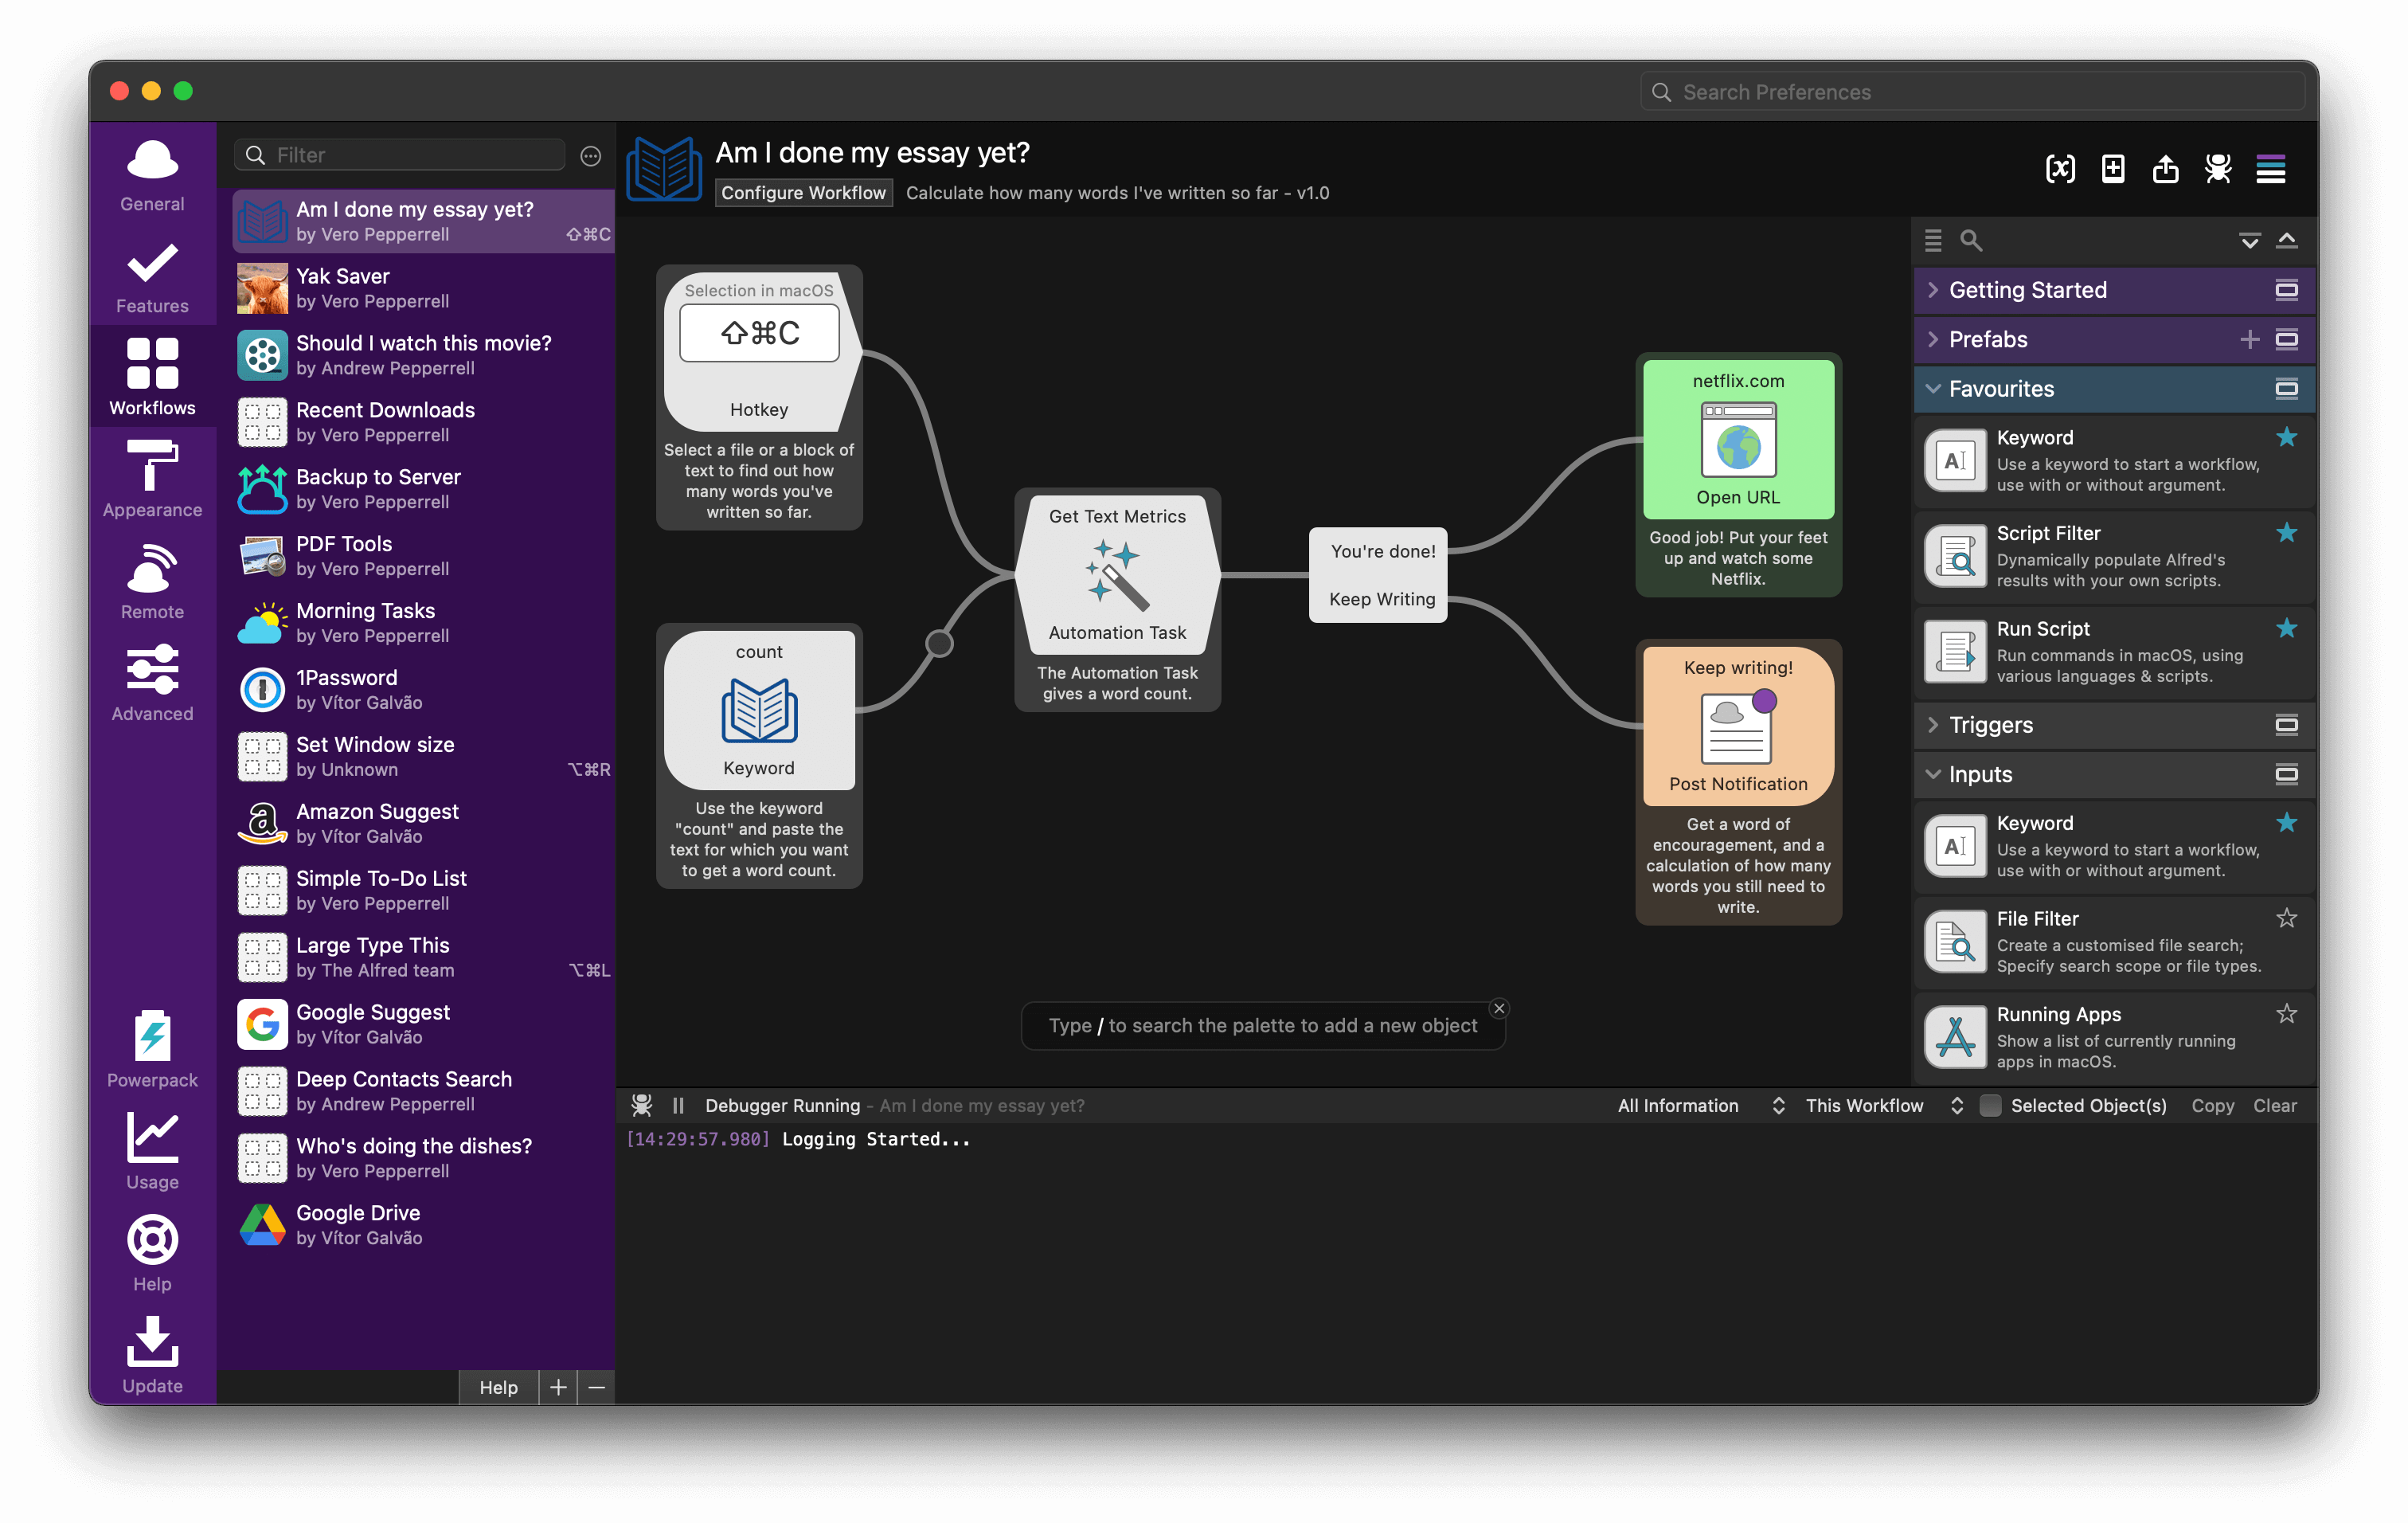 Search Preferences
General
Features
Workflows
Appearance
Remote
Advanced
Powerpack
Usage
Help
Update
Filter
Am I done my essay yet?
by Vero Pepperrell
⇧⌘C
Yak Saver
by Vero Pepperrell
Should I watch this movie?
by Andrew Pepperrell
Recent Downloads
by Vero Pepperrell
Backup to Server
by Vero Pepperrell
PDF Tools
by Vero Pepperrell
Morning Tasks
by Vero Pepperrell
1Password
by Vítor Galvão
Set Window size
by Unknown
⌥⌘R
Amazon Suggest
by Vítor Galvão
Simple To-Do List
by Vero Pepperrell
Large Type This
by The Alfred team
⌥⌘L
Google Suggest
by Vítor Galvão
Deep Contacts Search
by Andrew Pepperrell
Who's doing the dishes?
by Vero Pepperrell
Google Drive
by Vítor Galvão
Help
+
−
Am I done my essay yet?
Configure Workflow
Calculate how many words I've written so far - v1.0
Selection in macOS
⇧⌘C
Hotkey
Select a file or a block of
text to find out how
many words you've
written so far.
count
Keyword
Use the keyword
"count" and paste the
text for which you want
to get a word count.
Get Text Metrics
Automation Task
The Automation Task
gives a word count.
You're done!
Keep Writing
netflix.com
Open URL
Good job! Put your feet
up and watch some
Netflix.
Keep writing!
Post Notification
Get a word of
encouragement, and a
calculation of how many
words you still need to
write.
Type / to search the palette to add a new object
Getting Started
Prefabs
Favourites
Keyword
Use a keyword to start a workflow,
use with or without argument.
Script Filter
Dynamically populate Alfred's
results with your own scripts.
Run Script
Run commands in macOS, using
various languages & scripts.
Triggers
Inputs
Keyword
Use a keyword to start a workflow,
use with or without argument.
File Filter
Create a customised file search;
Specify search scope or file types.
Running Apps
Show a list of currently running
apps in macOS.
Debugger Running - Am I done my essay yet?
All Information
This Workflow
Selected Object(s)
Copy
Clear
[14:29:57.980] Logging Started...